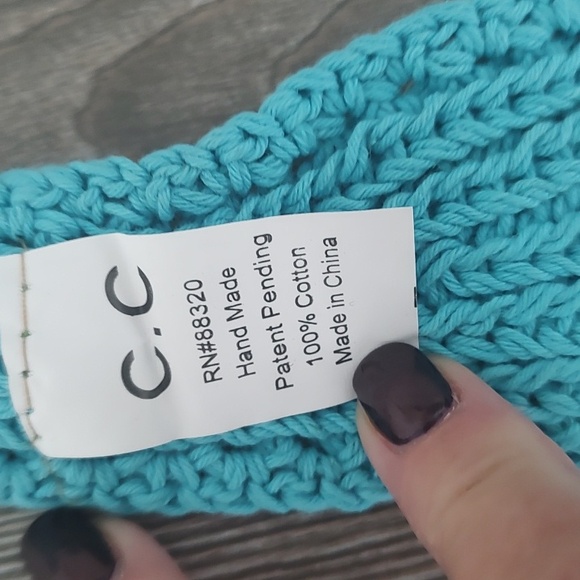 C.C
RN#88320
Hand Made
Patent Pending
100% Cotton
Made in China